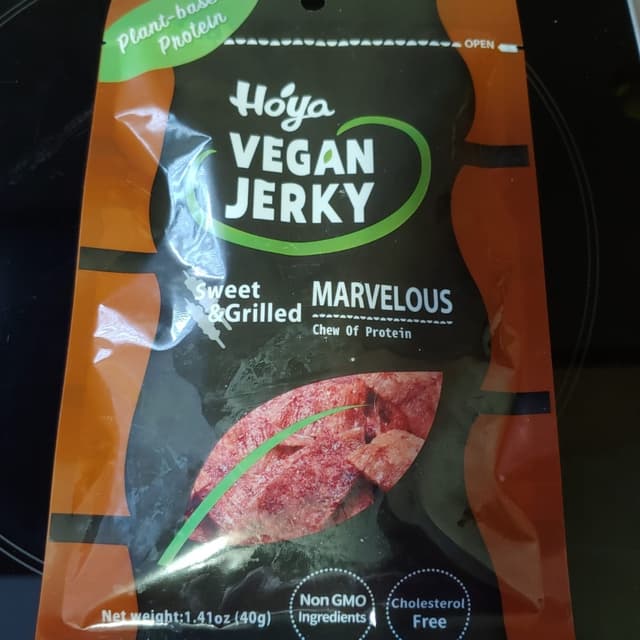 Plant-based
Protein
OPEN
Hóya
VEGAN
JERKY
Sweet
&Grilled
MARVELOUS
Chew Of Protein
Net weight:1.41oz (40g)
Non GMO
Ingredients
Cholesterol
Free